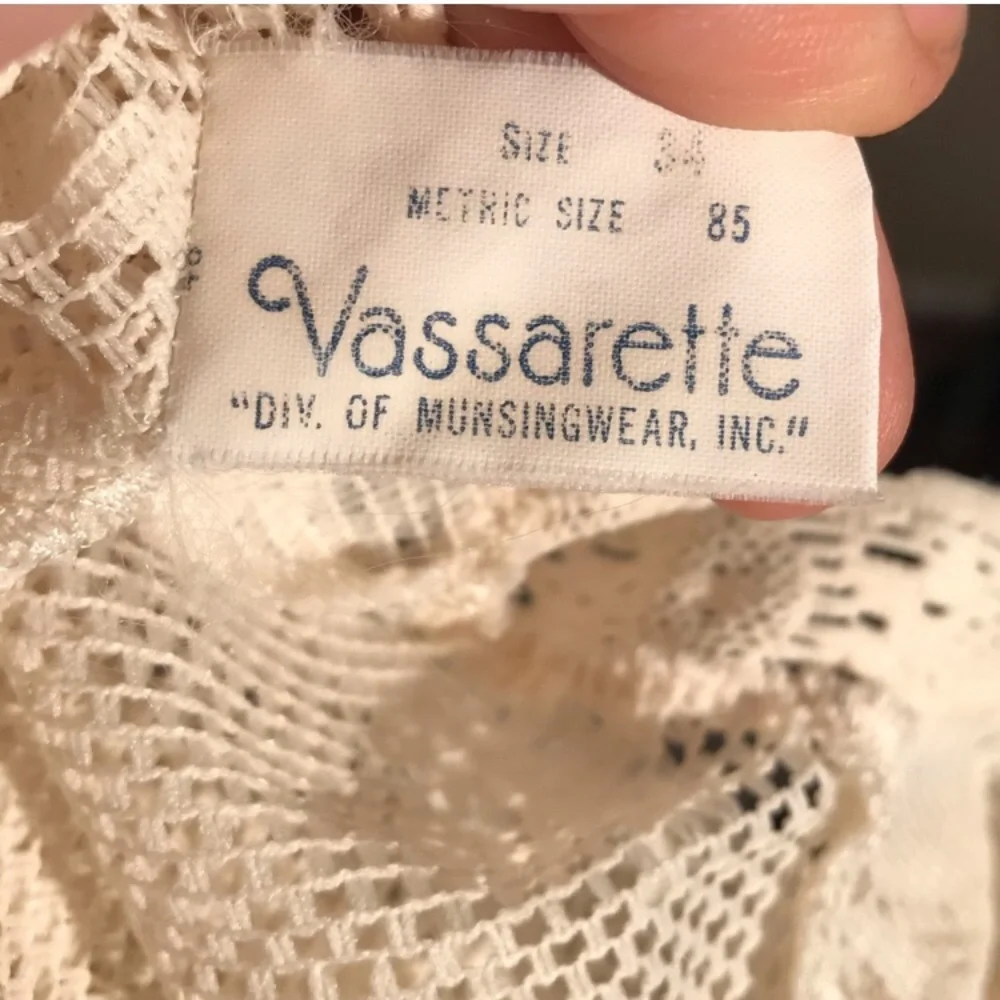 SIZE 34
METRIC SIZE 85
Vassarette
"DIV. OF MUNSINGWEAR, INC."